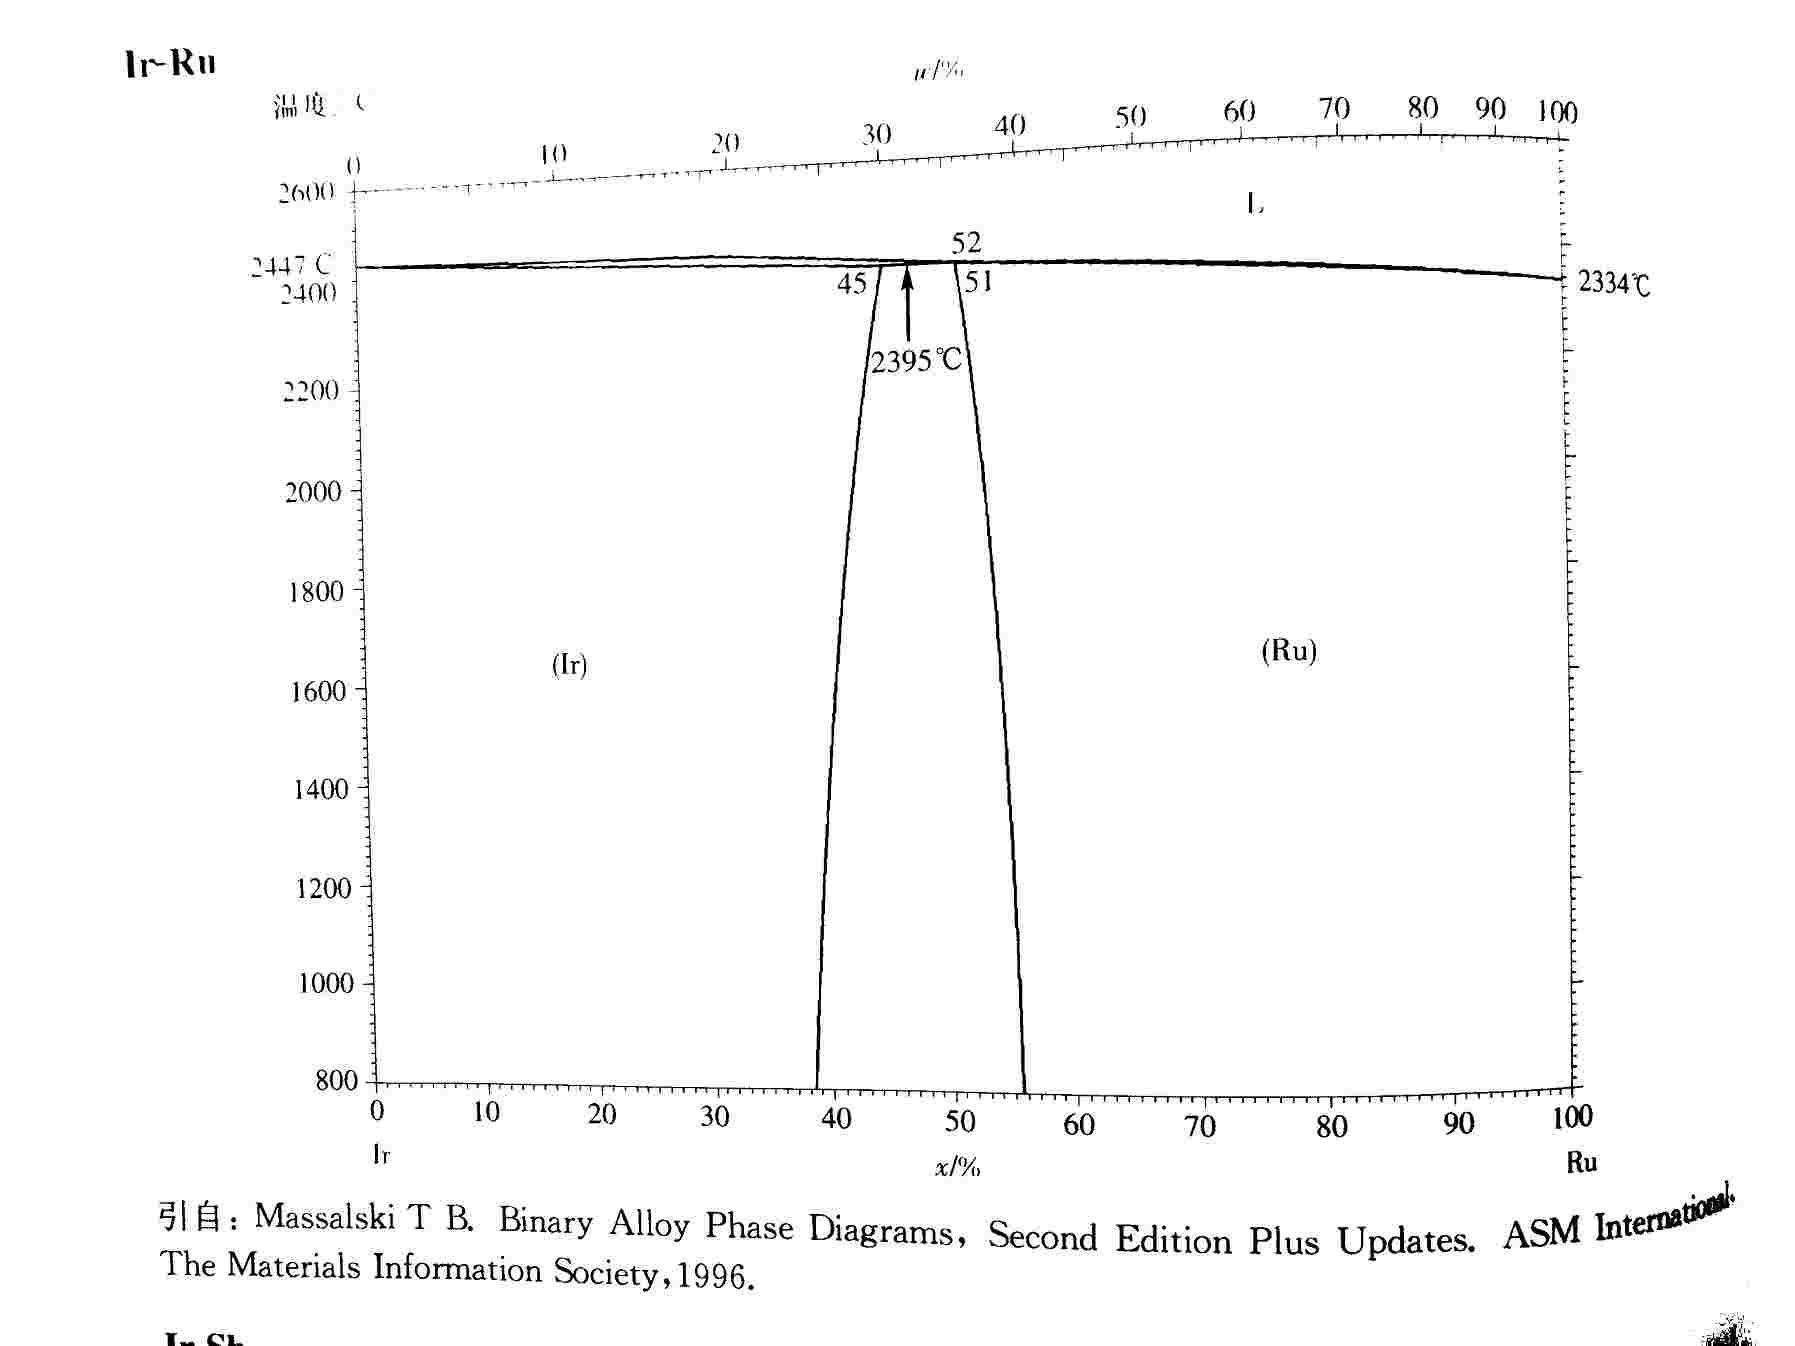 Ir-Ru
w/%
温度
0 10 20 30 40 50 60 70 80 90 100
2600
L
52
2447 C
45 51
2400
2334℃
2395℃
2200
2000
1800
(Ir) (Ru)
1600
1400
1200
1000
800
0 10 20 30 40 50 60 70 80 90 100
Ir x/% Ru
引自: Massalski T B. Binary Alloy Phase Diagrams, Second Edition Plus Updates. ASM International.
The Materials Information Society,1996.